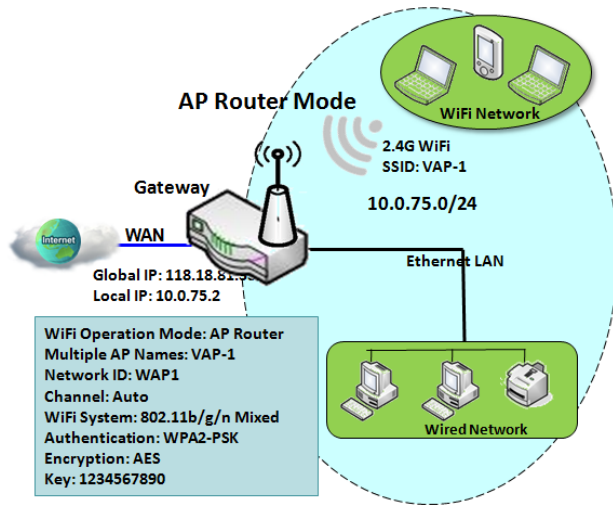 AP Router Mode
WiFi Network
2.4G WiFi
SSID: VAP-1
Gateway
10.0.75.0/24
Internet
WAN
Ethernet LAN
Global IP: 118.18.81.
Local IP: 10.0.75.2
WiFi Operation Mode: AP Router
Multiple AP Names: VAP-1
Network ID: WAP1
Channel: Auto
WiFi System: 802.11b/g/n Mixed
Authentication: WPA2-PSK
Encryption: AES
Key: 1234567890
Wired Network